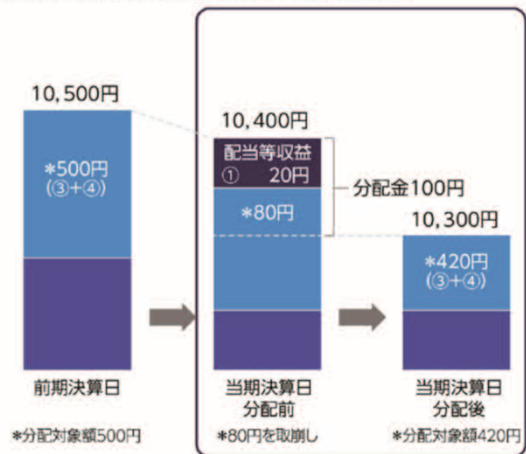 10,500円
*500円
(③+④)
前期決算日
*分配対象額500円
10,400円
配当等収益
① 20円
*80円
分配金100円
当期決算日
分配前
*80円を取崩し
10,300円
*420円
(③+④)
当期決算日
分配後
*分配対象額420円